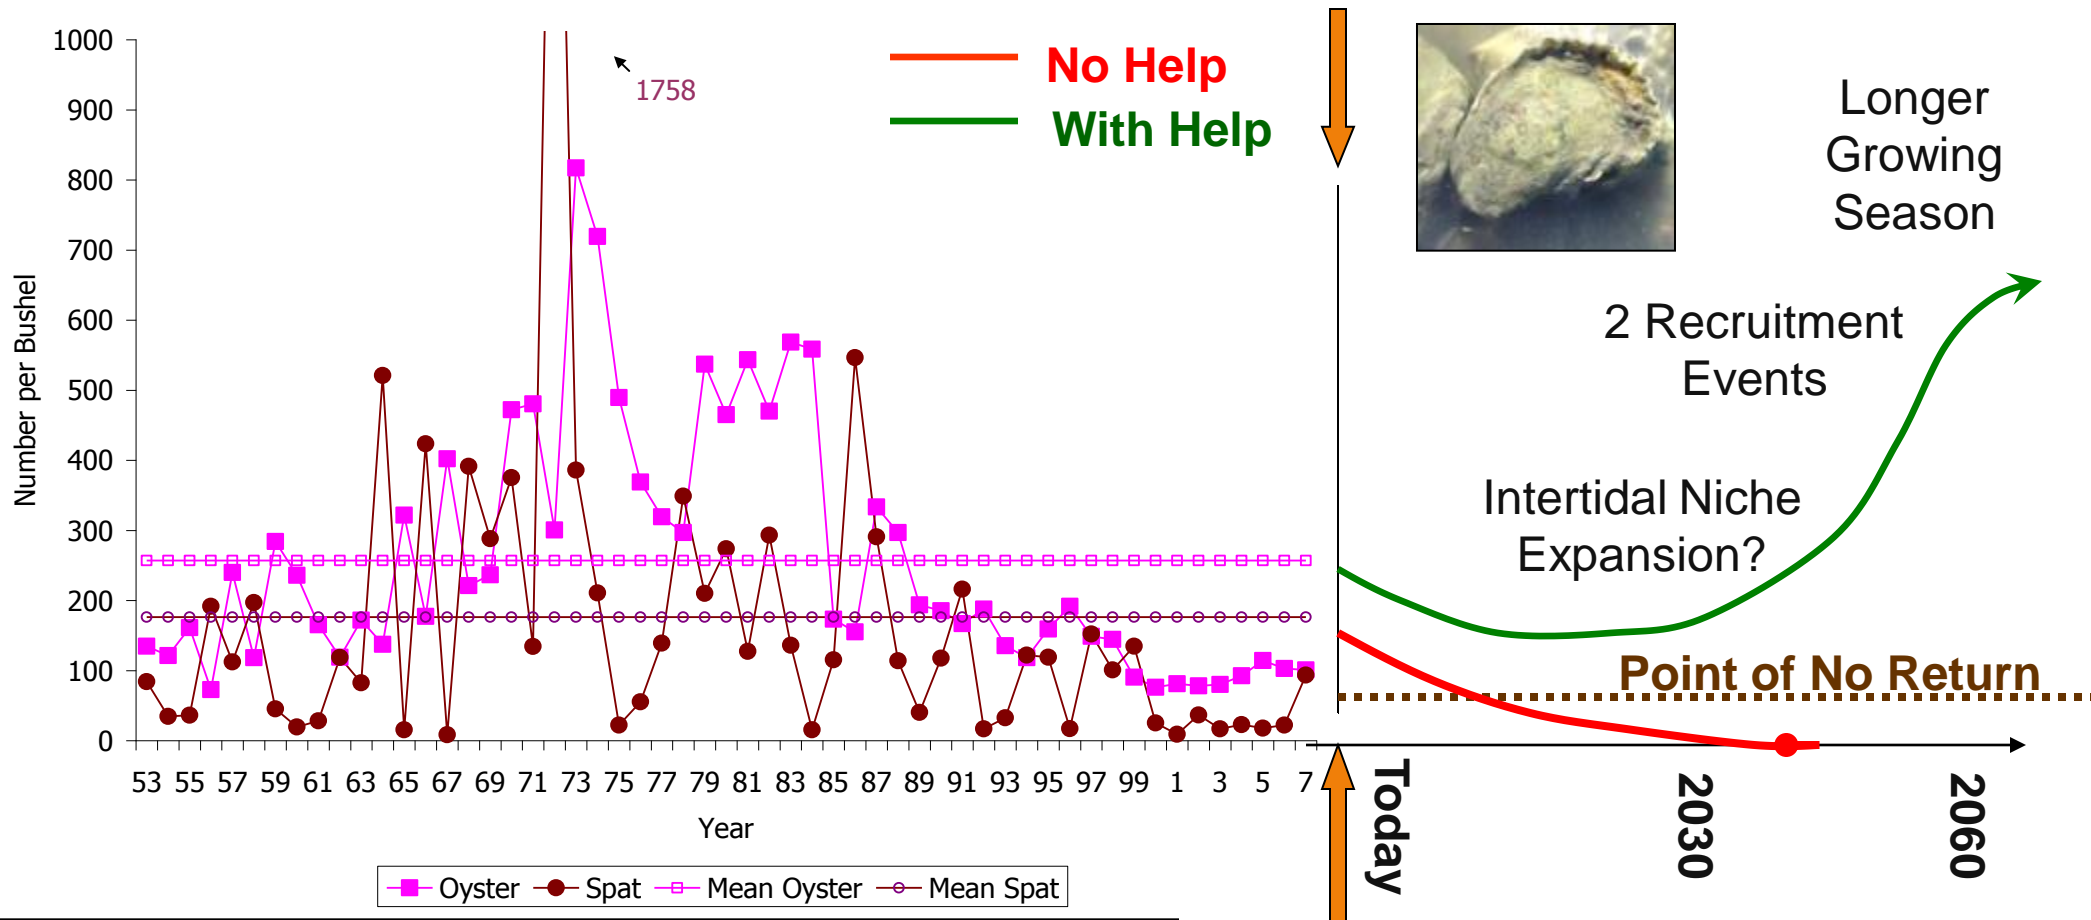 1000
900
800
700
600
500
400
300
200
100
0
Number per Bushel
1758
53 55 57 59 61 63 65 67 69 71 73 75 77 79 81 83 85 87 89 91 93 95 97 99 1 3 5 7
Year
Oyster Spat Mean Oyster Mean Spat
No Help
With Help
Longer
Growing
Season
2 Recruitment
Events
Intertidal Niche
Expansion?
Point of No Return
Today
2030
2060